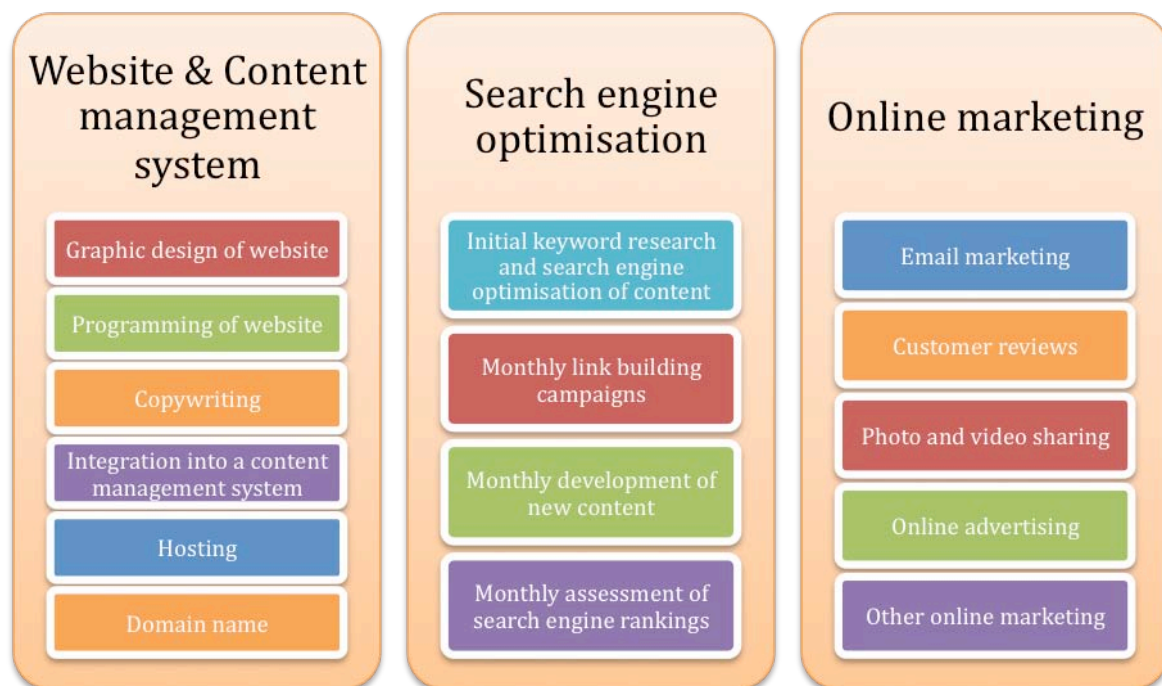 Website & Content
management
system
Graphic design of website
Programming of website
Copywriting
Integration into a content
management system
Hosting
Domain name
Search engine
optimisation
Initial keyword research
and search engine
optimisation of content
Monthly link building
campaigns
Monthly development of
new content
Monthly assessment of
search engine rankings
Online marketing
Email marketing
Customer reviews
Photo and video sharing
Online advertising
Other online marketing